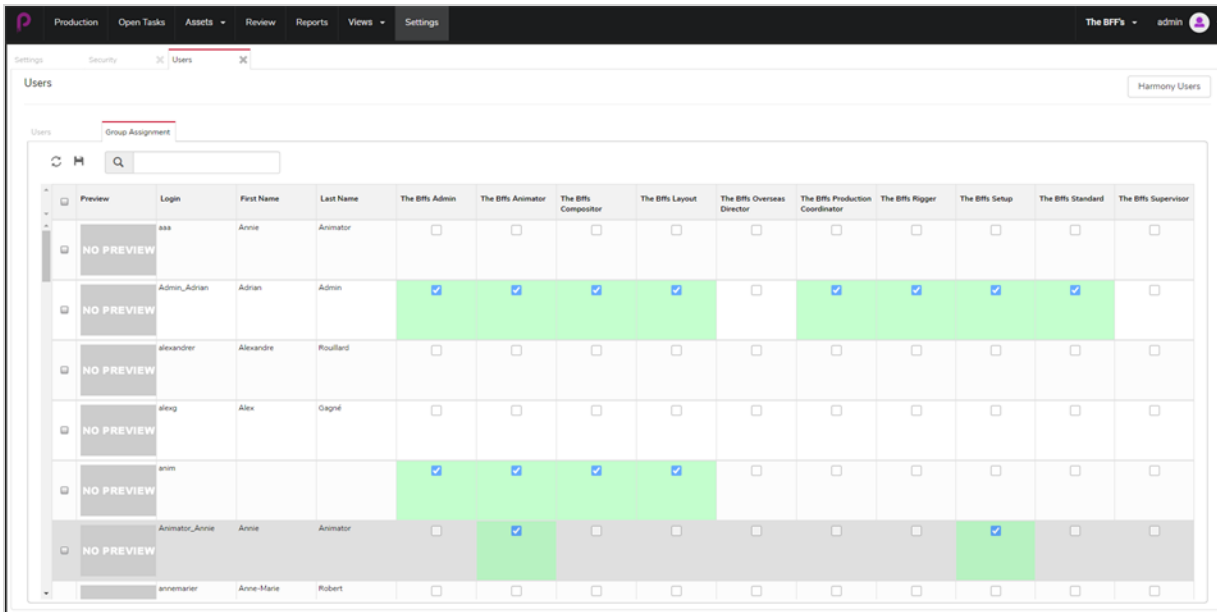 Production Open Tasks Assets Review Reports Views Settings The BFF's admin
Settings Security Users
Users Harmony Users
Users Group Assignment
Preview Login First Name Last Name The Bffs Admin The Bffs Animator The Bffs Compositor The Bffs Layout The Bffs Overseas Director The Bffs Production Coordinator The Bffs Rigger The Bffs Setup The Bffs Standard The Bffs Supervisor
aaa Annie Animator
NO PREVIEW
Admin_Adrian Adrian Admin
NO PREVIEW
alexandrer Alexandre Rouillard
NO PREVIEW
alexg Alex Gagné
NO PREVIEW
anim
NO PREVIEW
Animator_Annie Annie Animator
NO PREVIEW
annemarier Anne-Marie Robert